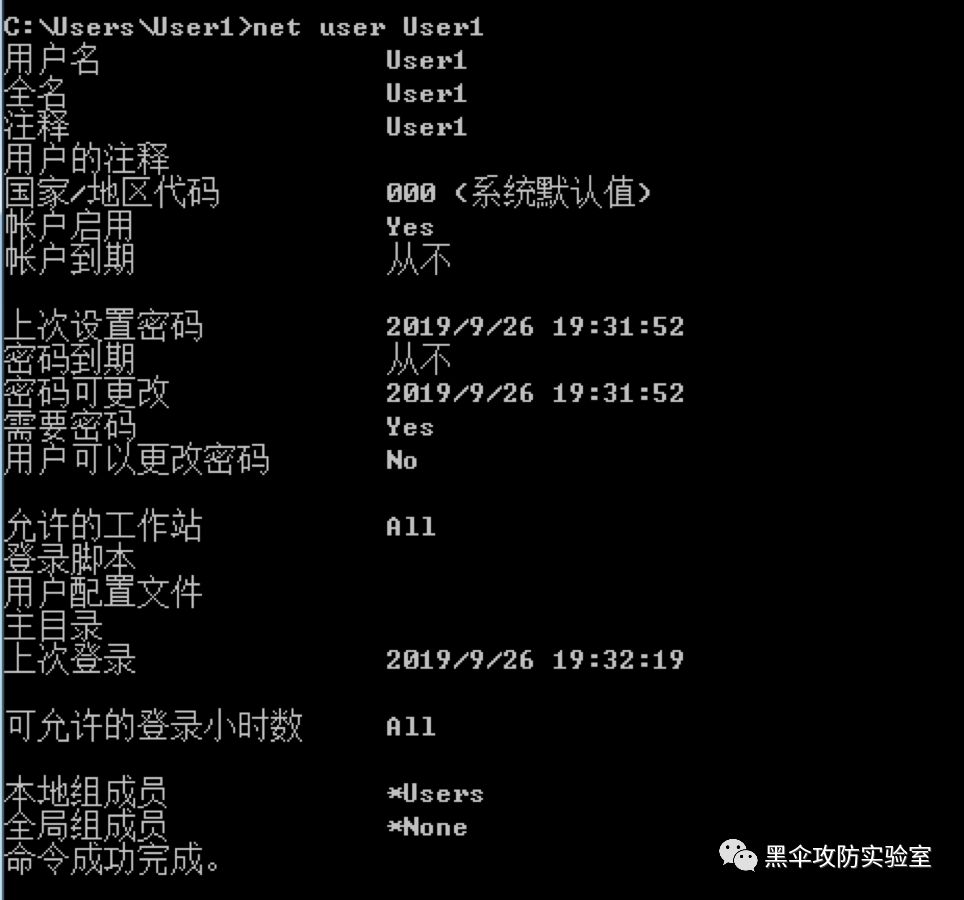 C:\Users\User1>net user User1
用户名 User1
全名 User1
注释 User1
用户的注释
国家/地区代码 000 (系统默认值)
帐户启用 Yes
帐户到期 从不
上次设置密码 2019/9/26 19:31:52
密码到期 从不
密码可更改 2019/9/26 19:31:52
需要密码 Yes
用户可以更改密码 No
允许的工作站 All
登录脚本
用户配置文件
主目录
上次登录 2019/9/26 19:32:19
可允许的登录小时数 All
本地组成员 *Users
全局组成员 *None
命令成功完成。
黑伞攻防实验室